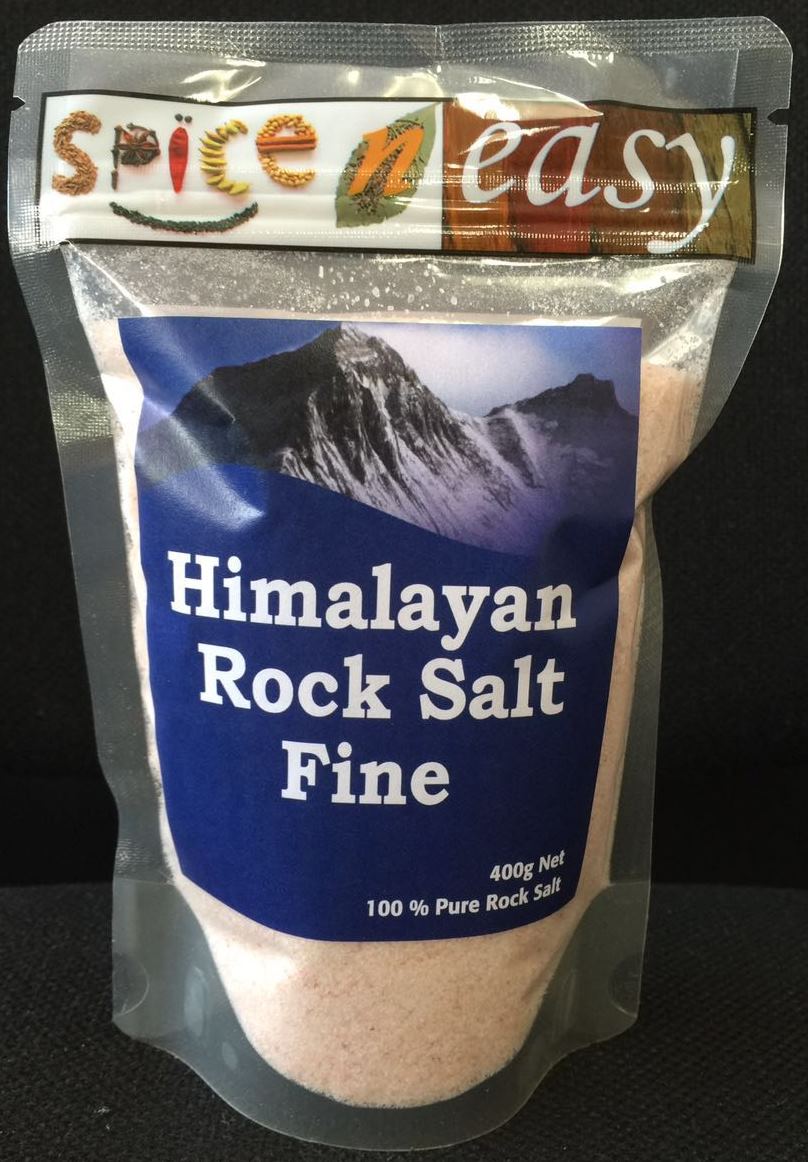 spice n easy
Himalayan
Rock Salt
Fine
400g Net
100 % Pure Rock Salt